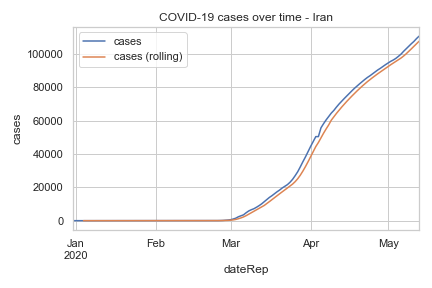 COVID-19 cases over time - Iran
cases
cases (rolling)
100000
80000
60000
40000
20000
0
cases
Jan
2020
Feb
Mar
Apr
May
dateRep